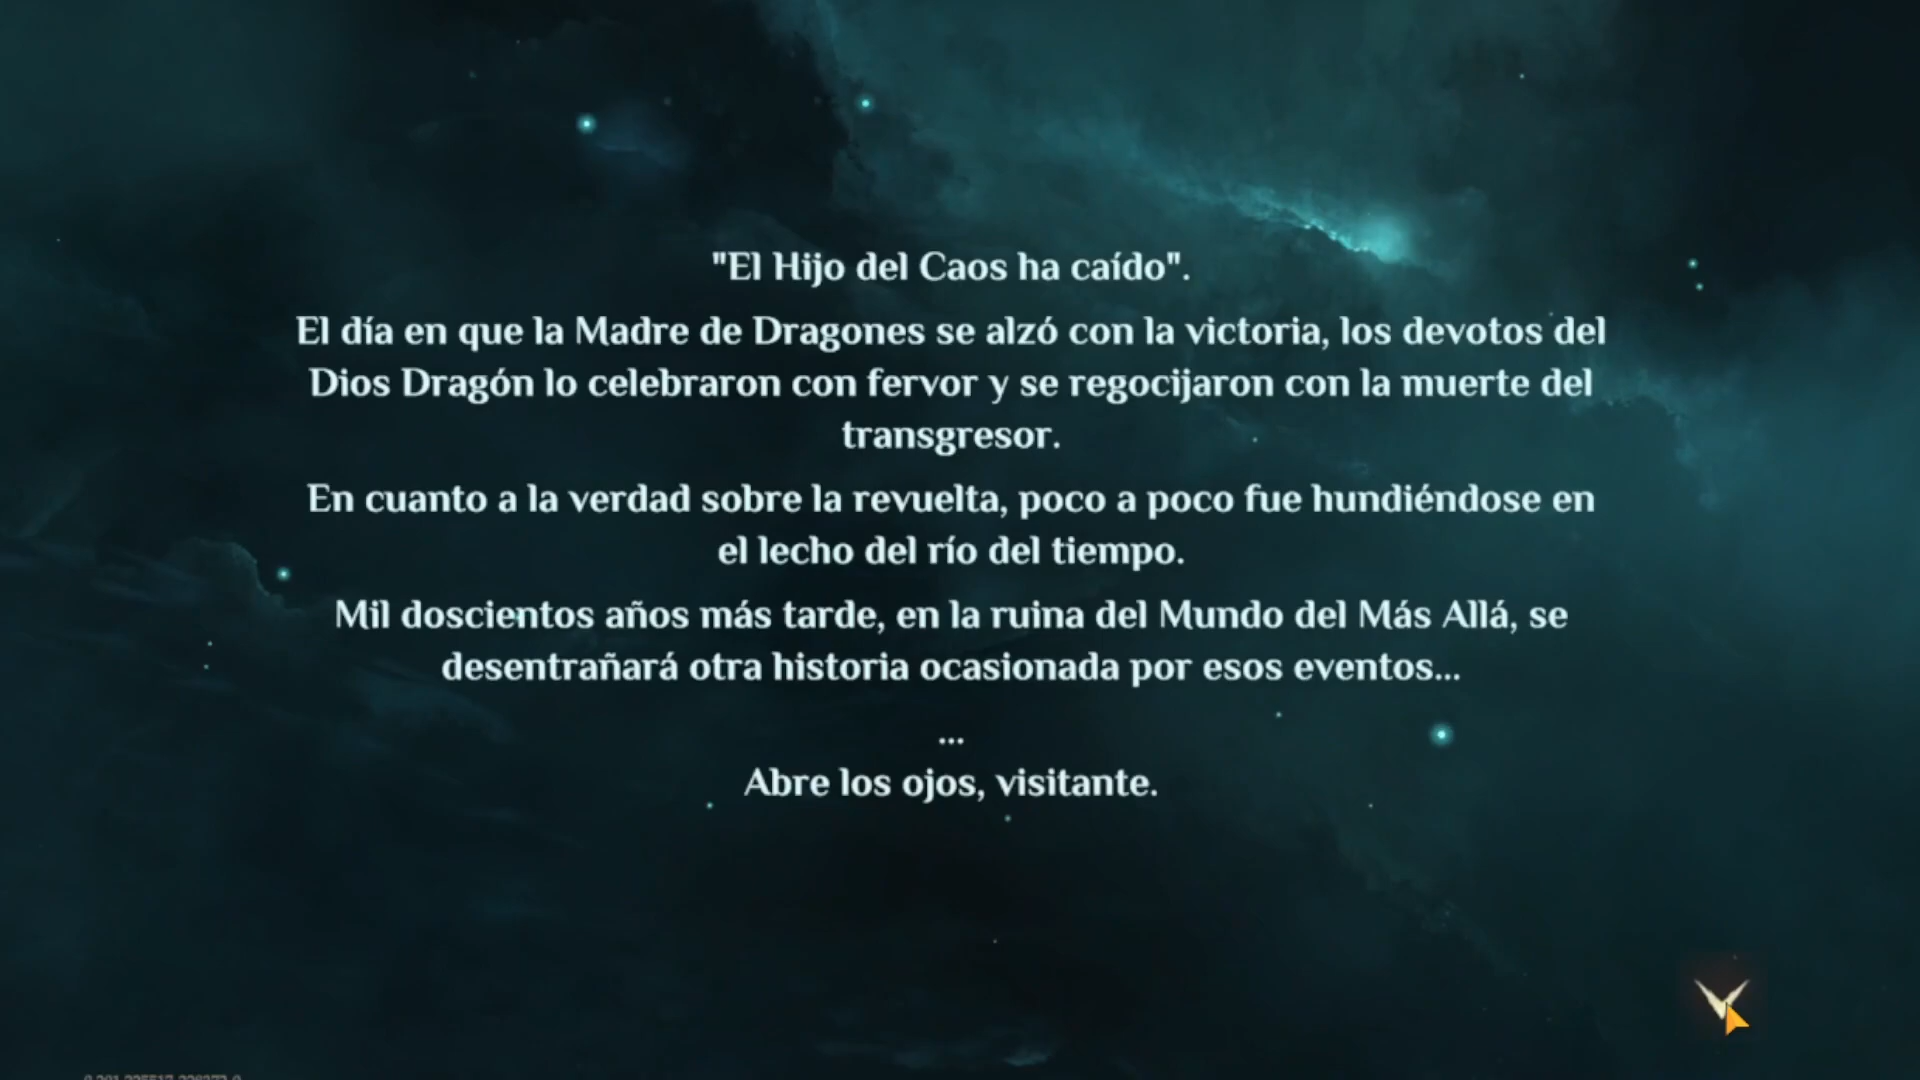 "El Hijo del Caos ha caído".
El día en que la Madre de Dragones se alzó con la victoria, los devotos del
Dios Dragón lo celebraron con fervor y se regocijaron con la muerte del
transgresor.
En cuanto a la verdad sobre la revuelta, poco a poco fue hundiéndose en
el lecho del río del tiempo.
Mil doscientos años más tarde, en la ruina del Mundo del Más Allá, se
desentrañará otra historia ocasionada por esos eventos...
...
Abre los ojos, visitante.